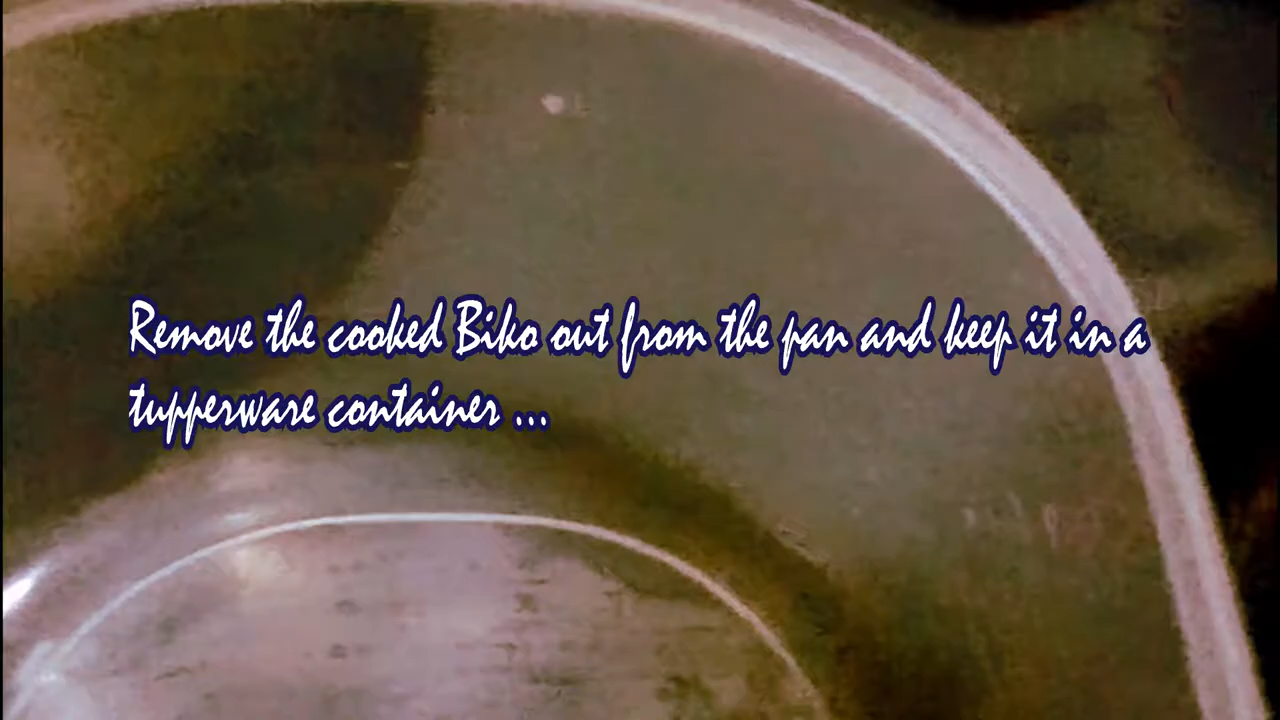 Remove the cooked Biko out from the pan and keep it in a
tupperware container ...